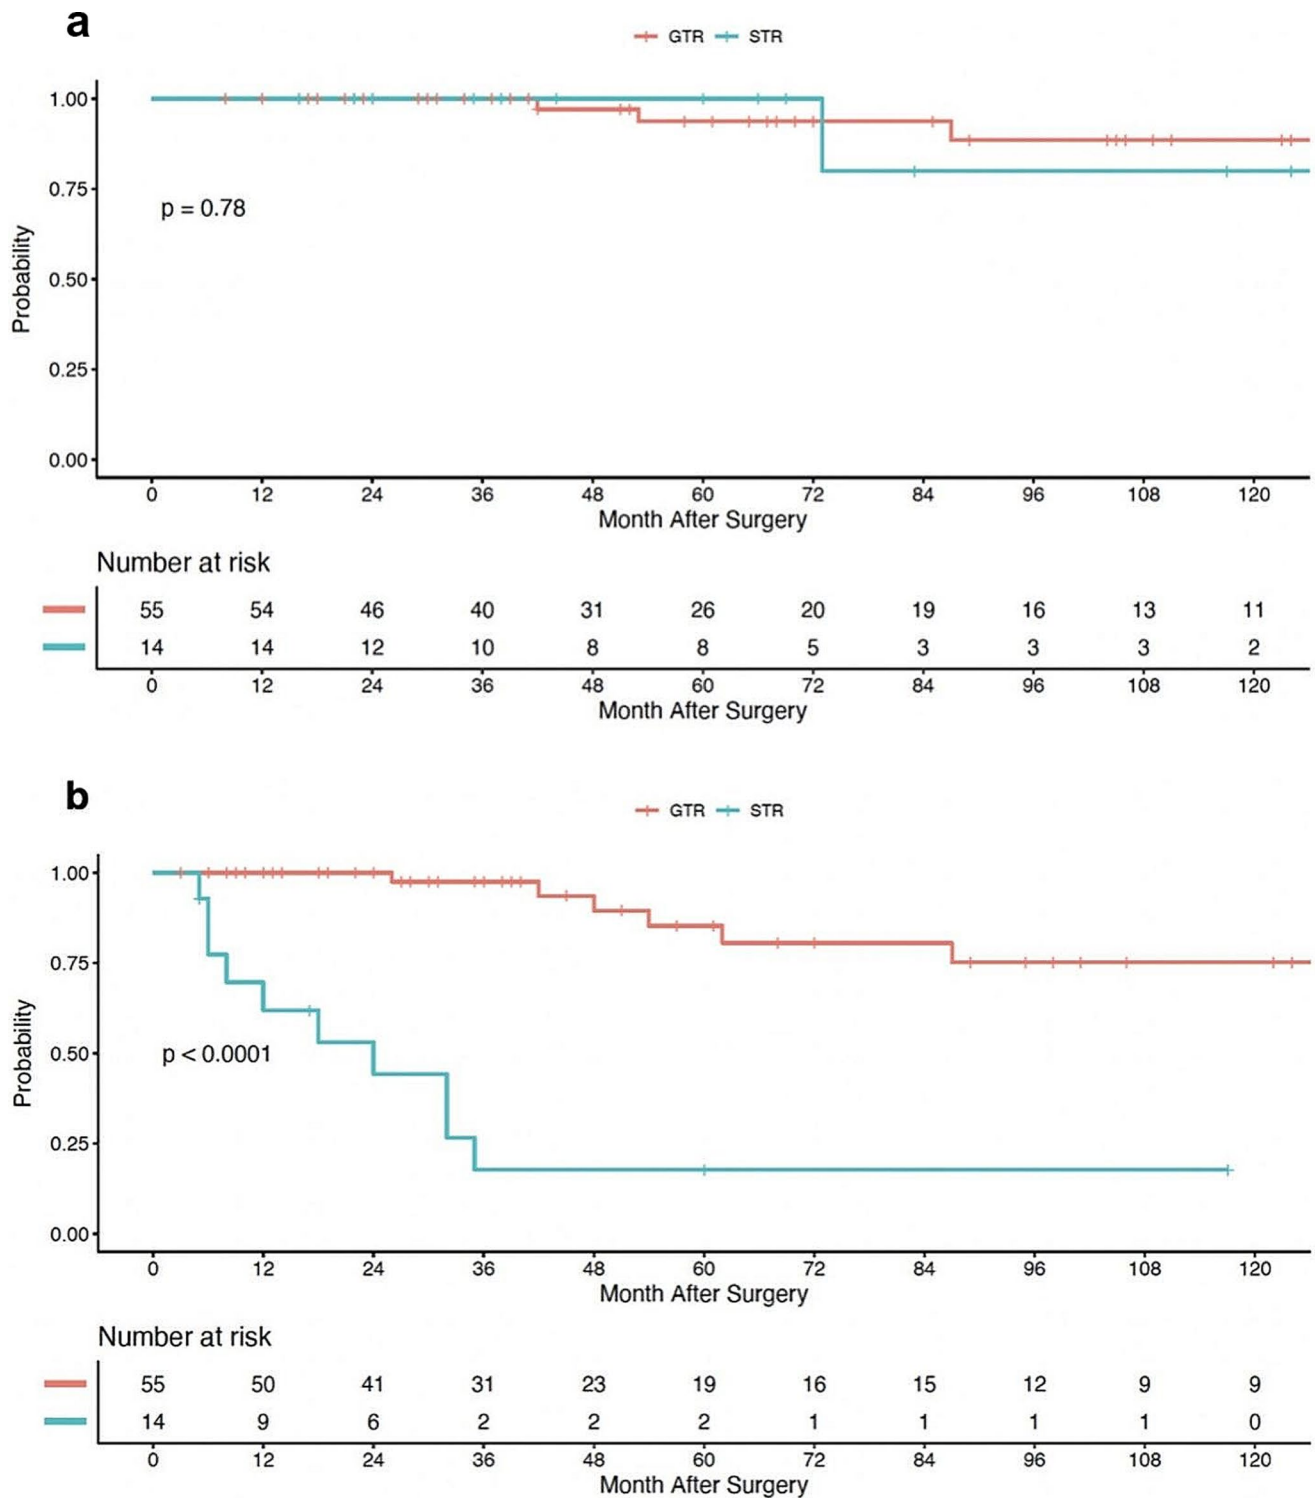 a
GTR STR
1.00
0.75
p = 0.78
0.50
0.25
0.00
Probability
0 12 24 36 48 60 72 84 96 108 120
Month After Surgery
Number at risk
55 54 46 40 31 26 20 19 16 13 11
14 14 12 10 8 8 5 3 3 3 2
0 12 24 36 48 60 72 84 96 108 120
Month After Surgery
b
GTR STR
1.00
0.75
p < 0.0001
0.50
0.25
0.00
Probability
0 12 24 36 48 60 72 84 96 108 120
Month After Surgery
Number at risk
55 50 41 31 23 19 16 15 12 9 9
14 9 6 2 2 2 1 1 1 1 0
0 12 24 36 48 60 72 84 96 108 120
Month After Surgery